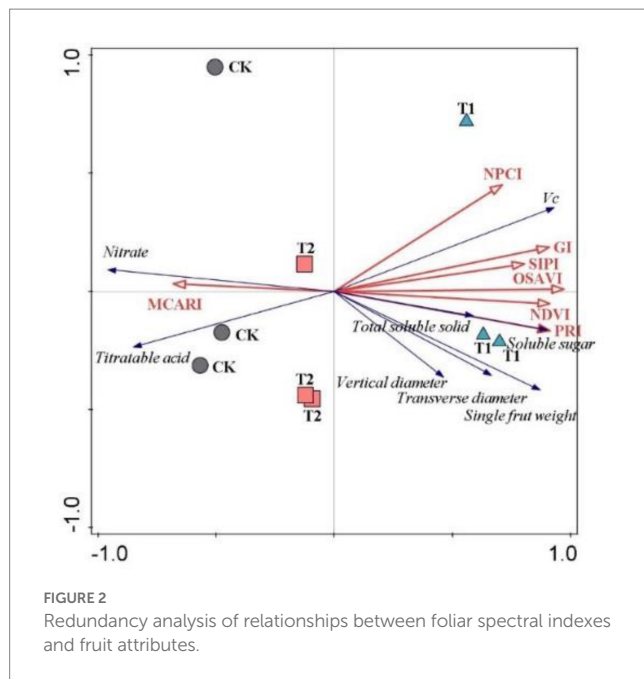 1.0
CK
T1
NPCI
Vc
Nitrate
T2
GI
SIPI
OSAVI
MCARI
NDVI
Total soluble solid
PRI
CK
T1
T1
Soluble sugar
Titratable acid
CK
Vertical diameter
T2
Transverse diameter
T2
Single frut weight
-1.0
-1.0
1.0
FIGURE 2
Redundancy analysis of relationships between foliar spectral indexes
and fruit attributes.